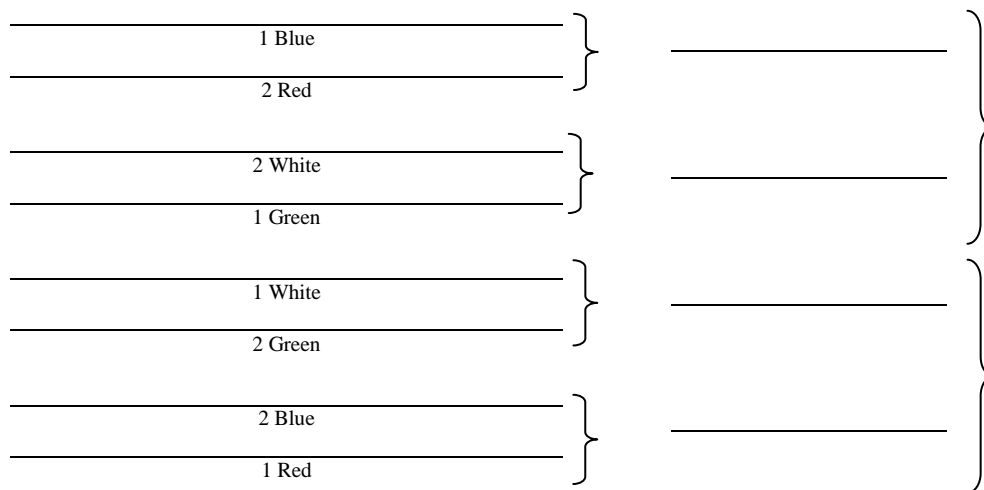 1 Blue
2 Red
2 White
1 Green
1 White
2 Green
2 Blue
1 Red